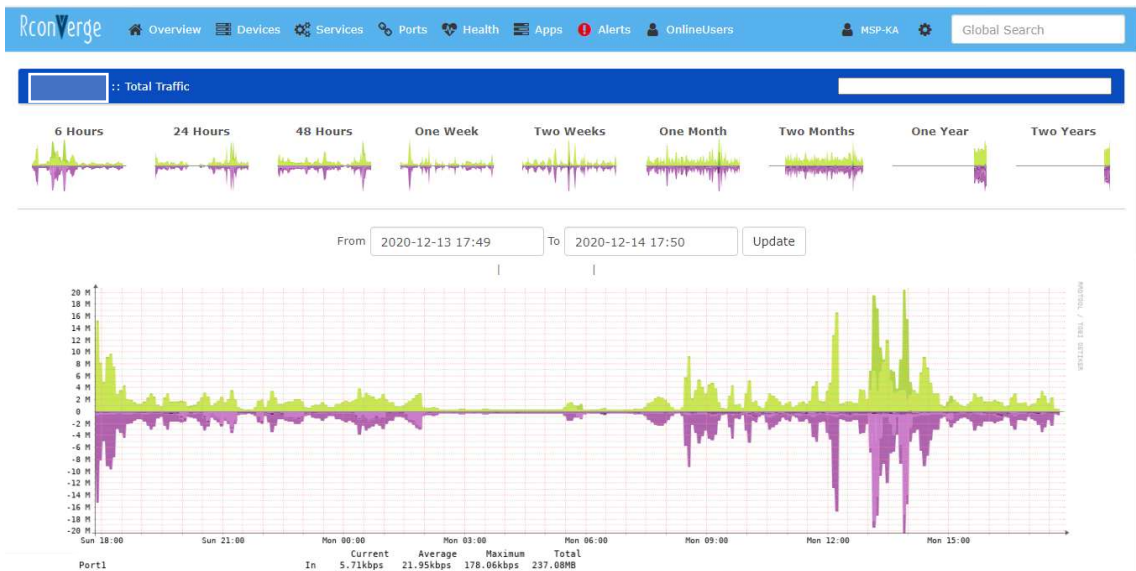 RconVerge Overview Devices Services Ports Health Apps Alerts OnlineUsers MSP-KA Global Search
:: Total Traffic
6 Hours 24 Hours 48 Hours One Week Two Weeks One Month Two Months One Year Two Years
From 2020-12-13 17:49 To 2020-12-14 17:50 Update
| |
RRDTOOL / TOBI OETIKER
20 M
18 M
16 M
14 M
12 M
10 M
8 M
6 M
4 M
2 M
0
-2 M
-4 M
-6 M
-8 M
-10 M
-12 M
-14 M
-16 M
-18 M
-20 M
Sun 18:00 Sun 21:00 Mon 00:00 Mon 03:00 Mon 06:00 Mon 09:00 Mon 12:00 Mon 15:00
Current Average Maximum Total
Port1 In 5.71kbps 21.95kbps 178.06kbps 237.08MB